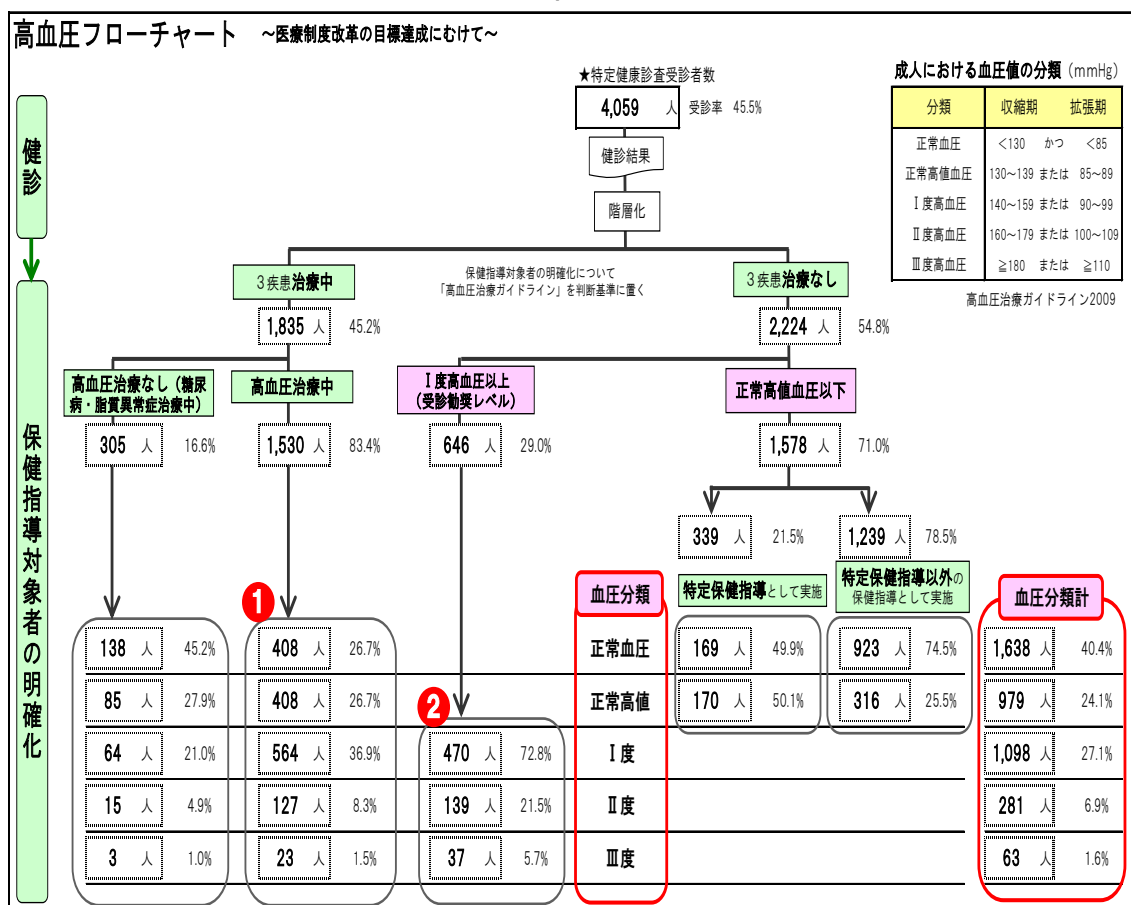 高血圧フローチャート ～医療制度改革の目標達成にむけて～
★特定健康診査受診者数
4,059 人 受診率 45.5%
健診結果
階層化
成人における血圧値の分類（mmHg）
分類 収縮期 拡張期
正常血圧 ＜130 かつ ＜85
正常高値血圧 130～139 または 85～89
Ⅰ度高血圧 140～159 または 90～99
Ⅱ度高血圧 160～179 または 100～109
Ⅲ度高血圧 ≧180 または ≧110
高血圧治療ガイドライン2009
健診
保健指導対象者の明確化
保健指導対象者の明確化について
「高血圧治療ガイドライン」を判断基準に置く
３疾患治療中
1,835 人 45.2%
３疾患治療なし
2,224 人 54.8%
高血圧治療なし（糖尿
病・脂質異常症治療中）
305 人 16.6%
高血圧治療中
1,530 人 83.4%
Ⅰ度高血圧以上
（受診勧奨レベル）
646 人 29.0%
正常高値血圧以下
1,578 人 71.0%
339 人 21.5%
1,239 人 78.5%
1
2
血圧分類
特定保健指導として実施
特定保健指導以外の
保健指導として実施
血圧分類計
138 人 45.2% 408 人 26.7% 正常血圧 169 人 49.9% 923 人 74.5% 1,638 人 40.4%
85 人 27.9% 408 人 26.7% 正常高値 170 人 50.1% 316 人 25.5% 979 人 24.1%
64 人 21.0% 564 人 36.9% 470 人 72.8% Ⅰ度 1,098 人 27.1%
15 人 4.9% 127 人 8.3% 139 人 21.5% Ⅱ度 281 人 6.9%
3 人 1.0% 23 人 1.5% 37 人 5.7% Ⅲ度 63 人 1.6%